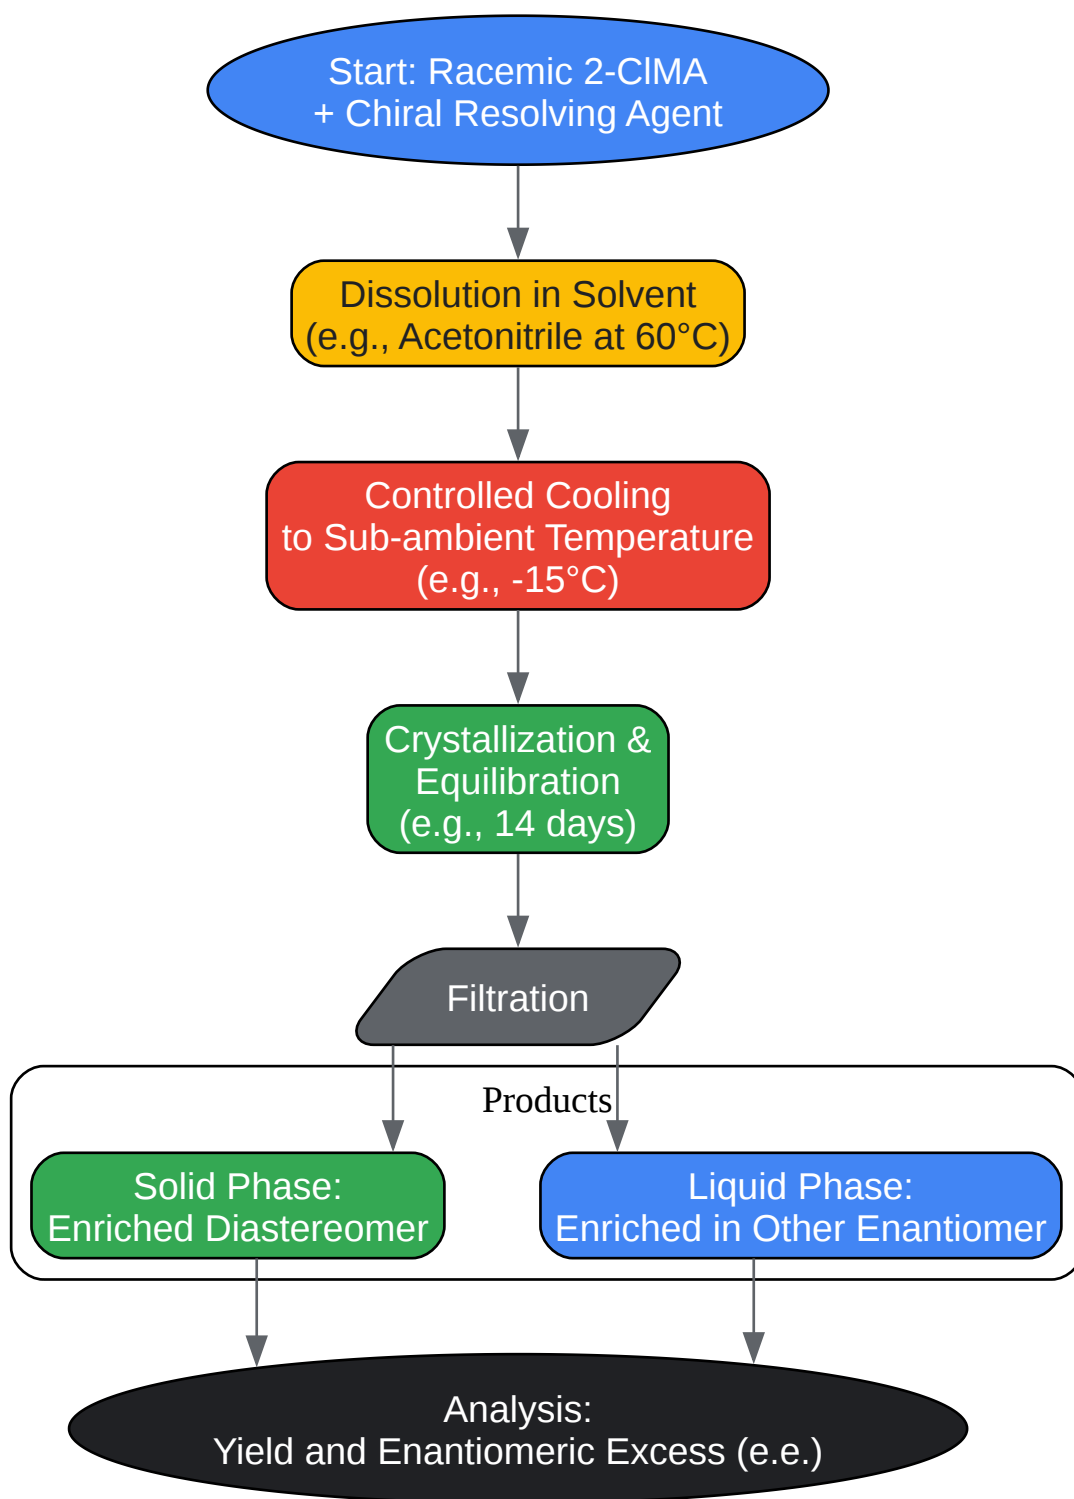 Start: Racemic 2-ClMA
+ Chiral Resolving Agent
Dissolution in Solvent
(e.g., Acetonitrile at 60°C)
Controlled Cooling
to Sub-ambient Temperature
(e.g., -15°C)
Crystallization &
Equilibration
(e.g., 14 days)
Filtration
Products
Solid Phase:
Enriched Diastereomer
Liquid Phase:
Enriched in Other Enantiomer
Analysis:
Yield and Enantiomeric Excess (e.e.)